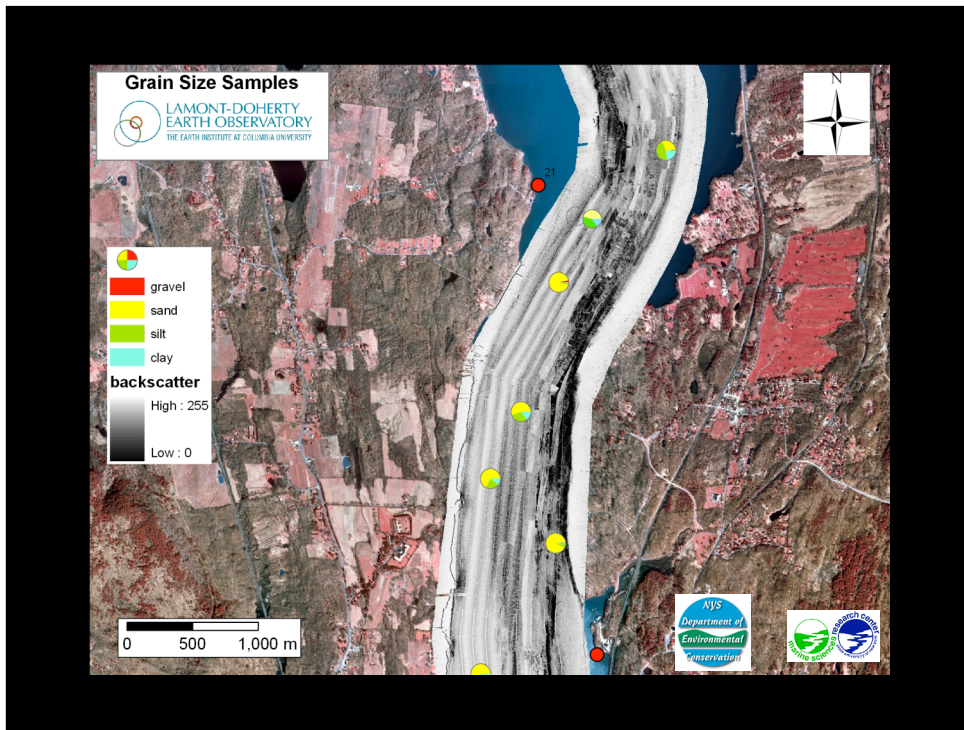 Grain Size Samples
LAMONT-DOHERTY
EARTH OBSERVATORY
THE EARTH INSTITUTE AT COLUMBIA UNIVERSITY
N
21
gravel
sand
silt
clay
backscatter
High : 255
Low : 0
0 500 1,000 m
NYS
Department of
Environmental
Conservation
marine sciences
research center